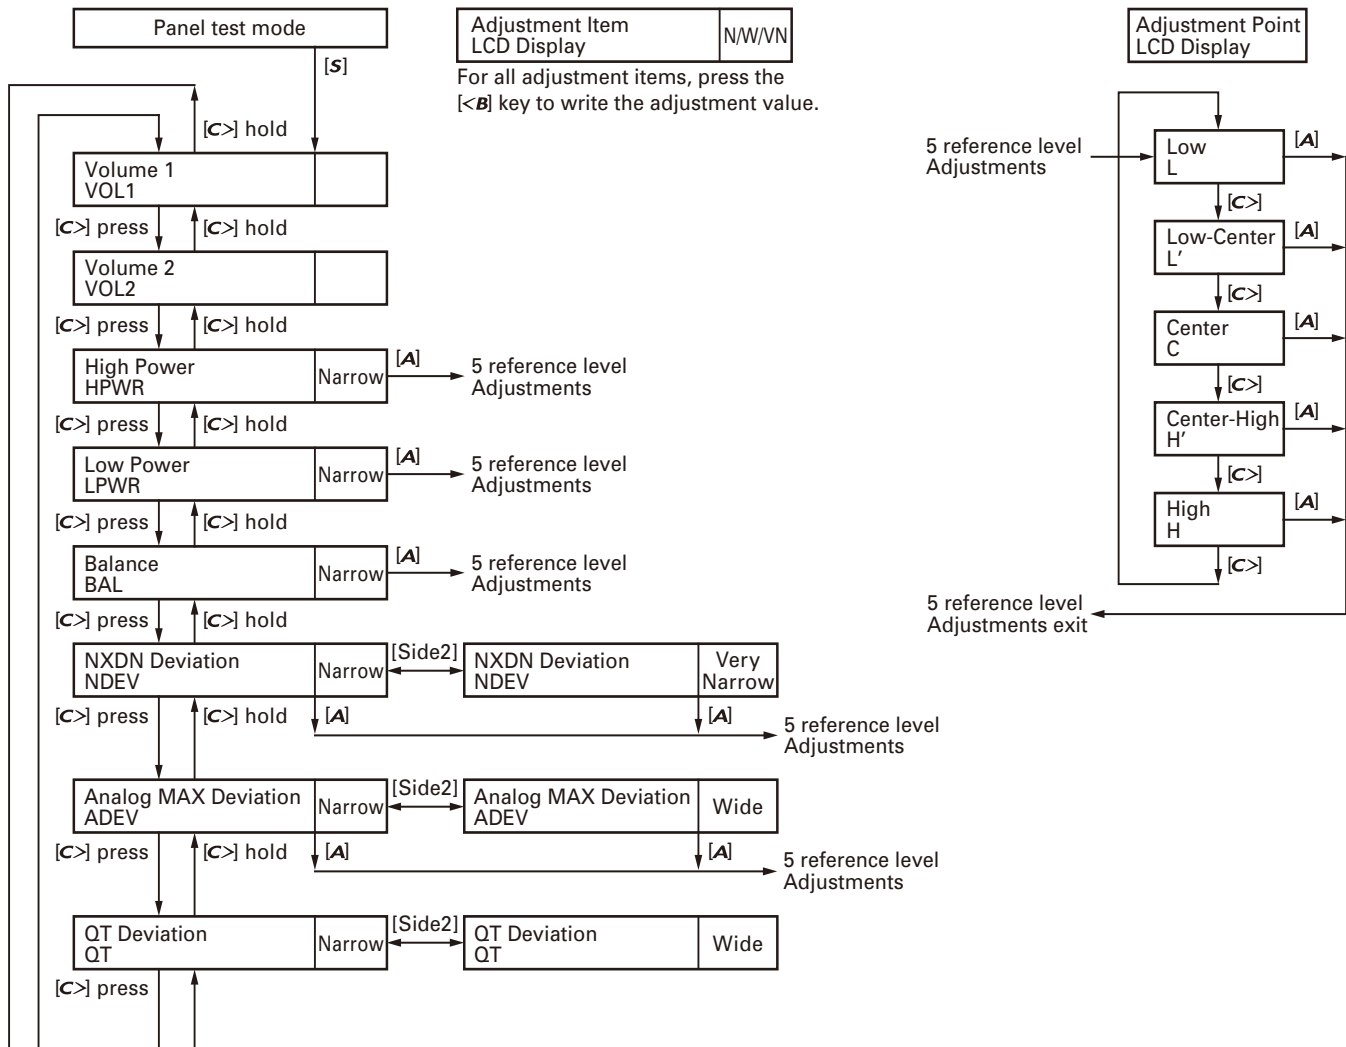 Panel test mode
[S]
Adjustment Item
LCD Display
N/W/VN
For all adjustment items, press the
[<B] key to write the adjustment value.
[C>] hold
Volume 1
VOL1
[C>] press
[C>] hold
Volume 2
VOL2
[C>] press
[C>] hold
High Power
HPWR
Narrow
[A]
5 reference level
Adjustments
[C>] press
[C>] hold
Low Power
LPWR
Narrow
[A]
5 reference level
Adjustments
[C>] press
[C>] hold
Balance
BAL
Narrow
[A]
5 reference level
Adjustments
[C>] press
[C>] hold
NXDN Deviation
NDEV
Narrow
[Side2]
NXDN Deviation
NDEV
Very
Narrow
[C>] press
[C>] hold
[A]
[A]
5 reference level
Adjustments
Analog MAX Deviation
ADEV
Narrow
[Side2]
Analog MAX Deviation
ADEV
Wide
[C>] press
[C>] hold
[A]
[A]
5 reference level
Adjustments
QT Deviation
QT
Narrow
[Side2]
QT Deviation
QT
Wide
[C>] press
Adjustment Point
LCD Display
5 reference level
Adjustments
Low
L
[A]
[C>]
Low-Center
L′
[A]
[C>]
Center
C
[A]
[C>]
Center-High
H′
[A]
[C>]
High
H
[A]
[C>]
5 reference level
Adjustments exit